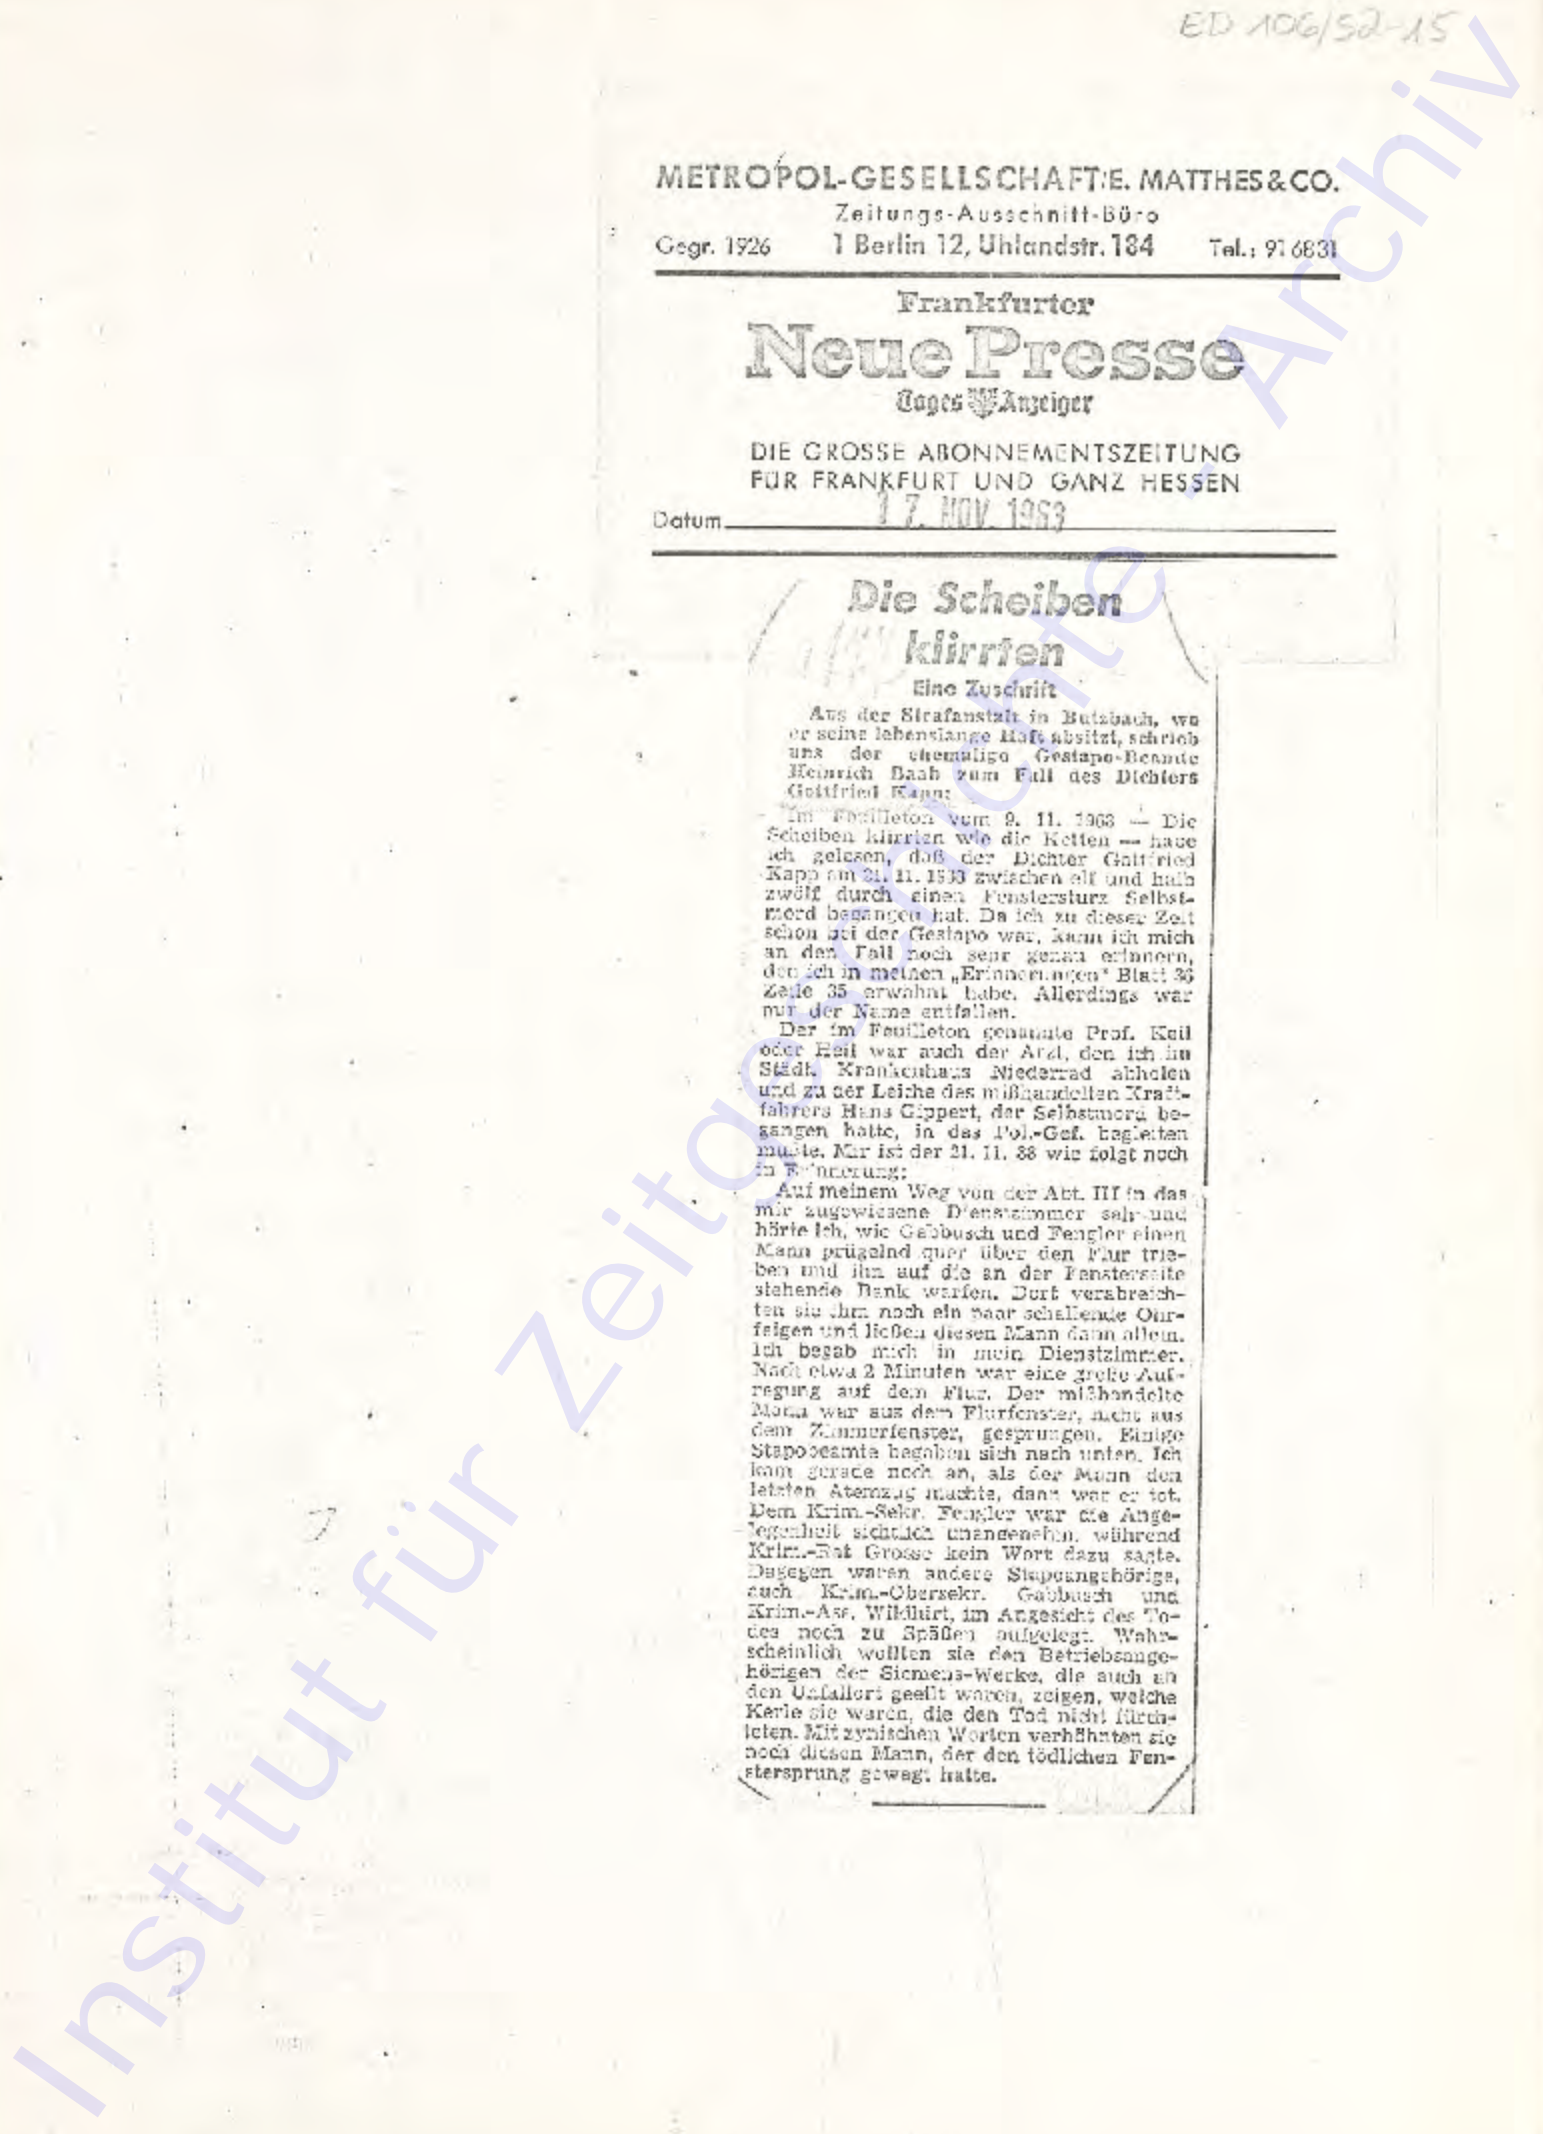 ED 106/52-15
METROPOL-GESELLSCHAFT E. MATTHES & CO.
Zeitungs-Ausschnitt-Büro
Gegr. 1926 1 Berlin 12, Uhlandstr. 184 Tel.: 916831
Frankfurter
Neue Presse
Tages Anzeiger
DIE GROSSE ABONNEMENTSZEITUNG
FÜR FRANKFURT UND GANZ HESSEN
Datum 17. NOV. 1963
Die Scheiben
klirrten
Eine Zuschrift
Aus der Strafanstalt in Butzbach, wo
er seine lebenslange Haft absitzt, schrieb
uns der ehemalige Gestapo-Beamte
Heinrich Baab zum Fall des Dichters
Gottfried Kapp:
Im Feuilleton vom 9. 11. 1963 — Die
Scheiben klirrten wie die Ketten — habe
ich gelesen, daß der Dichter Gottfried
Kapp am 21. 11. 1938 zwischen elf und halb
zwölf durch einen Fenstersturz Selbst-
mord begangen hat. Da ich zu dieser Zeit
schon bei der Gestapo war, kann ich mich
an den Fall noch sehr genau erinnern,
den ich in meinen „Erinnerungen" Blatt 36
Zeile 35 erwähnt habe. Allerdings war
mir der Name entfallen.
Der im Feuilleton genannte Prof. Keil
oder Heil war auch der Arzt, den ich im
Städt. Krankenhaus Niederrad abholen
und zu der Leiche des mißhandelten Kraft-
fahrers Hans Gippert, der Selbstmord be-
gangen hatte, in das Pol.-Gef. begleiten
mußte. Mir ist der 21. 11. 38 wie folgt noch
in Erinnerung:
Auf meinem Weg von der Abt. III in das
mir zugewiesene Dienstzimmer sah und
hörte ich, wie Gabbusch und Fengler einen
Mann prügelnd quer über den Flur trie-
ben und ihn auf die an der Fensterseite
stehende Bank warfen. Dort verabreich-
ten sie ihm noch ein paar schallende Ohr-
feigen und ließen diesen Mann dann allein.
Ich begab mich in mein Dienstzimmer.
Nach etwa 2 Minuten war eine große Auf-
regung auf dem Flur. Der mißhandelte
Mann war aus dem Flurfenster, nicht aus
dem Zimmerfenster, gesprungen. Einige
Stapobeamte begaben sich nach unten. Ich
kam gerade noch an, als der Mann den
letzten Atemzug machte, dann war er tot.
Dem Krim.-Sekr. Fengler war die Ange-
legenheit sichtlich unangenehm, während
Krim.-Rat Grosse kein Wort dazu sagte.
Dagegen waren andere Stapoangehörige,
auch Krim.-Obersekr. Gabbusch und
Krim.-Ass. Wildhirt, im Angesicht des To-
des noch zu Späßen aufgelegt. Wahr-
scheinlich wollten sie den Betriebsange-
hörigen der Siemens-Werke, die auch an
den Unfallort geeilt waren, zeigen, welche
Kerle sie waren, die den Tod nicht fürch-
teten. Mit zynischen Worten verhöhnten sie
noch diesen Mann, der den tödlichen Fen-
stersprung gewagt hatte.
Institut für Zeitgeschichte - Archiv